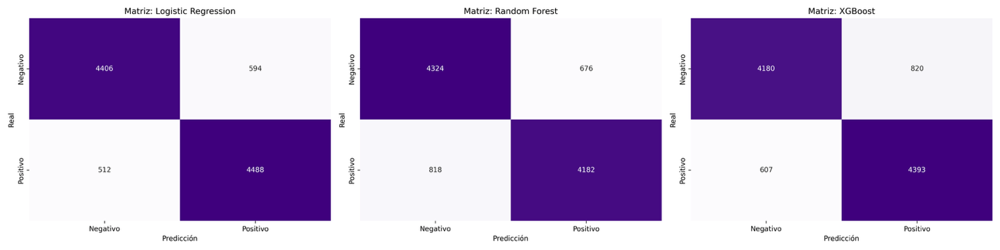 Matriz: Logistic Regression
Negativo
4406
594
Real
Positivo
512
4488
Negativo
Positivo
Predicción
Matriz: Random Forest
Negativo
4324
676
Real
Positivo
818
4182
Negativo
Positivo
Predicción
Matriz: XGBoost
Negativo
4180
820
Real
Positivo
607
4393
Negativo
Positivo
Predicción